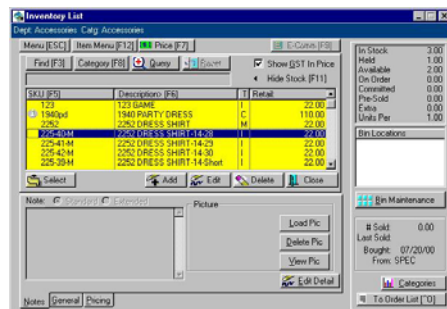 Inventory List
Dept: Accessories Catg: Accessories
Menu [ESC] Item Menu [F12] Price [F7] E-Comm [F9]
Find [F3] Category [F8] Query Reset
Show GST In Price
Hide Stock [F11]
SKU [F5] Description [F6] T Retail
123 123 GAME I 22.00
1940pd 1940 PARTY DRESS C 110.00
2252 2252 DRESS SHIRT M 22.00
225-40-M 2252 DRESS SHIRT-14-28 I 22.00
225-41-M 2252 DRESS SHIRT-14-29 I 22.00
225-42-M 2252 DRESS SHIRT-14-30 I 22.00
225-39-M 2252 DRESS SHIRT-14-Short I 22.00
Select Add Edit Delete Close
Note: Standard Extended
Picture
Load Pic
Delete Pic
View Pic
Edit Detail
Notes General Pricing
In Stock 3.00
Held 1.00
Available 2.00
On Order 0.00
Committed 0.00
Pre-Sold 0.00
Extra 0.00
Units Per 1.00
Bin Locations
Bin Maintenance
# Sold 0.00
Last Sold:
Bought: 07/20/00
From: SPEC
Categories
To Order List [^O]